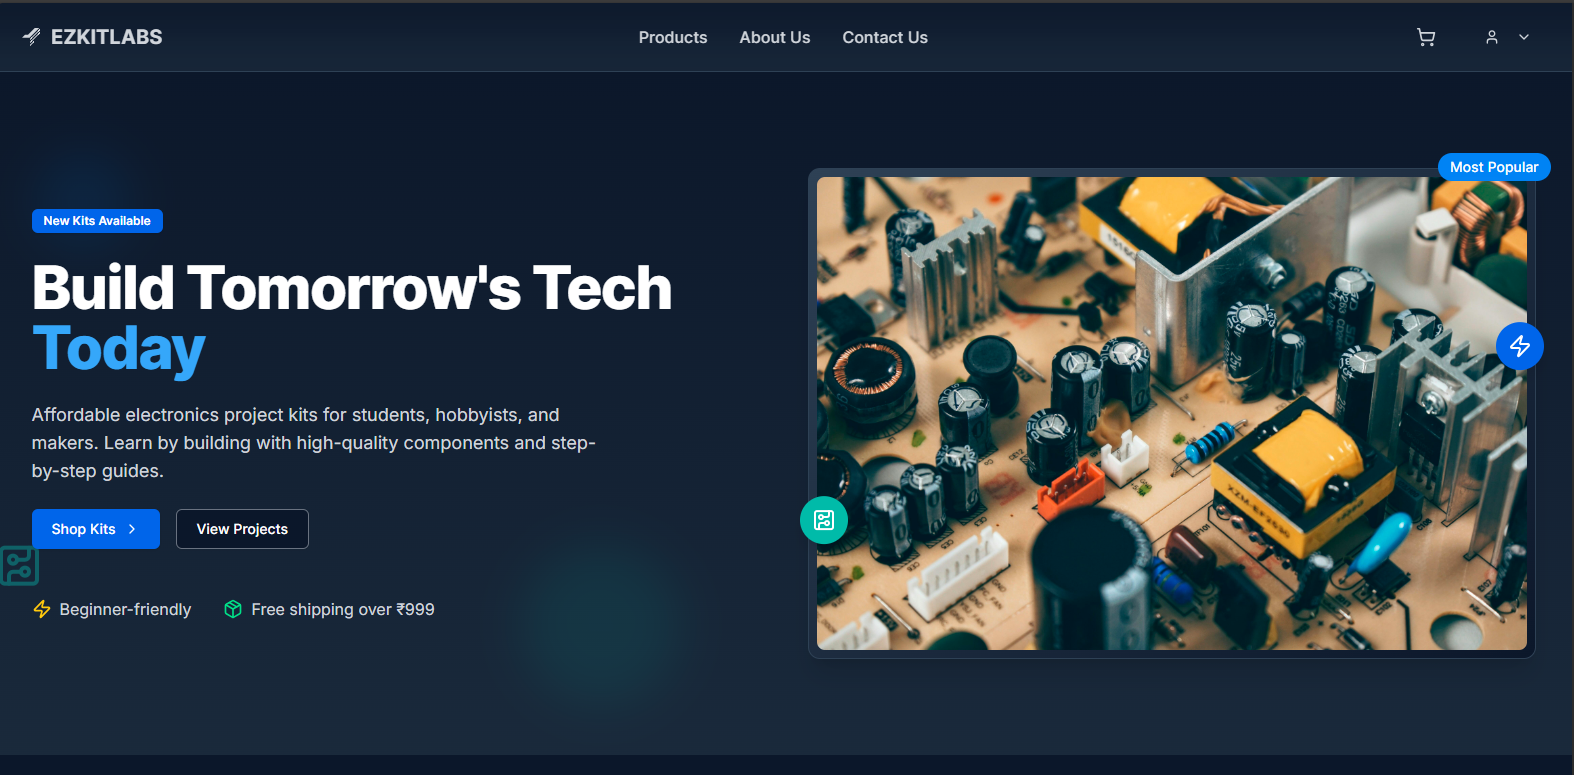 EZKITLABS
Products
About Us
Contact Us
Most Popular
New Kits Available
Build Tomorrow's Tech
Today
Affordable electronics project kits for students, hobbyists, and
makers. Learn by building with high-quality components and step-
by-step guides.
Shop Kits
View Projects
Beginner-friendly
Free shipping over ₹999